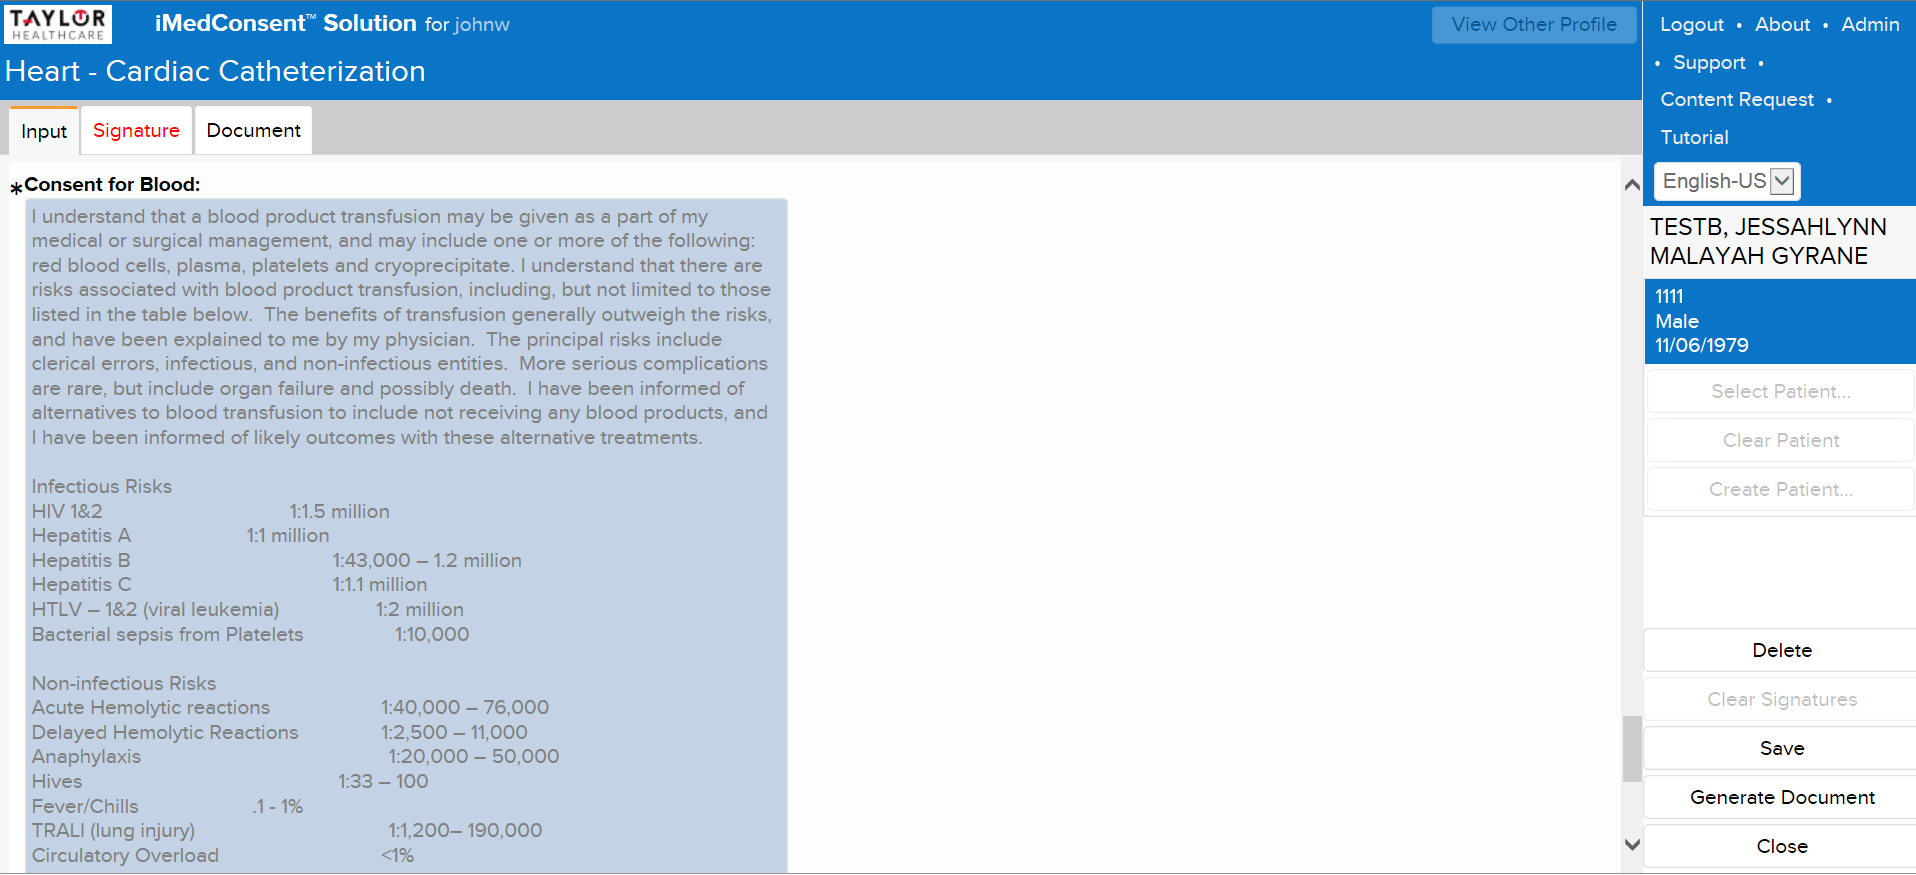 TAYLOR
HEALTHCARE
iMedConsent™ Solution for johnw
View Other Profile
Heart - Cardiac Catheterization
Logout • About • Admin
• Support •
Content Request •
Tutorial
English-US
Input
Signature
Document
TESTB, JESSAHLYNN
MALAYAH GYRANE
1111
Male
11/06/1979
Select Patient...
Clear Patient
Create Patient...
Delete
Clear Signatures
Save
Generate Document
Close
*Consent for Blood:
I understand that a blood product transfusion may be given as a part of my
medical or surgical management, and may include one or more of the following:
red blood cells, plasma, platelets and cryoprecipitate. I understand that there are
risks associated with blood product transfusion, including, but not limited to those
listed in the table below.  The benefits of transfusion generally outweigh the risks,
and have been explained to me by my physician.  The principal risks include
clerical errors, infectious, and non-infectious entities.  More serious complications
are rare, but include organ failure and possibly death.  I have been informed of
alternatives to blood transfusion to include not receiving any blood products, and
I have been informed of likely outcomes with these alternative treatments.
Infectious Risks
HIV 1&2 1:1.5 million
Hepatitis A 1:1 million
Hepatitis B 1:43,000 – 1.2 million
Hepatitis C 1:1.1 million
HTLV – 1&2 (viral leukemia) 1:2 million
Bacterial sepsis from Platelets 1:10,000
Non-infectious Risks
Acute Hemolytic reactions 1:40,000 – 76,000
Delayed Hemolytic Reactions 1:2,500 – 11,000
Anaphylaxis 1:20,000 – 50,000
Hives 1:33 – 100
Fever/Chills .1 - 1%
TRALI (lung injury) 1:1,200– 190,000
Circulatory Overload <1%